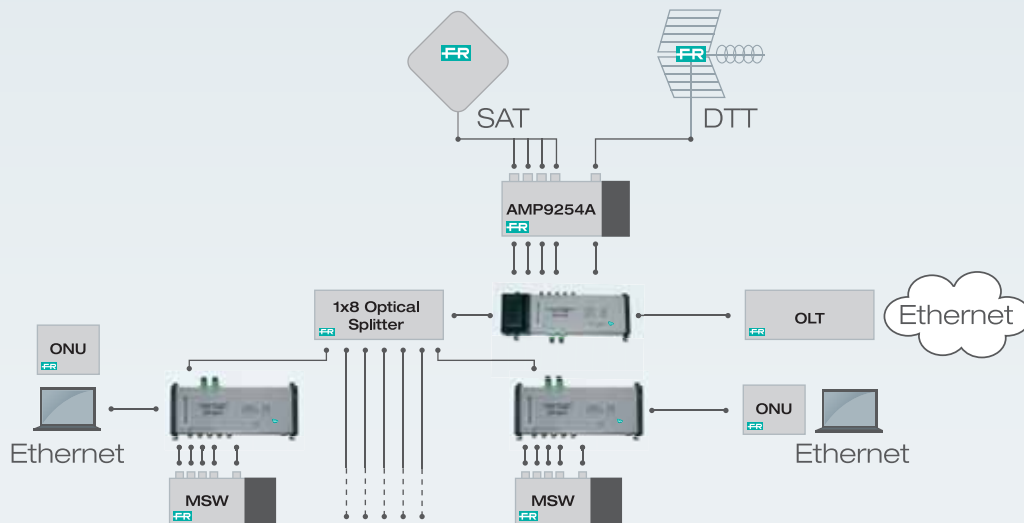 FR
FR
SAT
DTT
AMP9254A
FR
1x8 Optical
Splitter
FR
OLT
FR
Ethernet
ONU
FR
Ethernet
ONU
FR
Ethernet
MSW
FR
MSW
FR